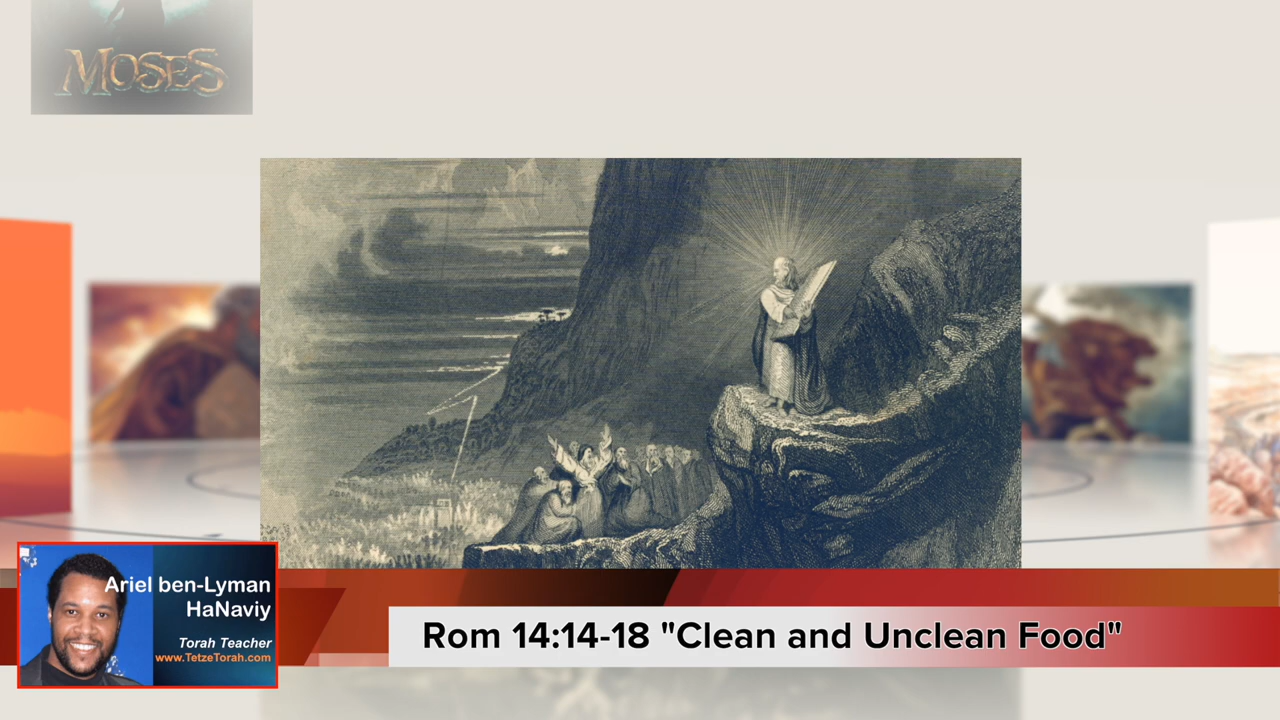 MOSES
Ariel ben-Lyman
HaNaviy
Torah Teacher
www.TetzeTorah.com
Rom 14:14-18 "Clean and Unclean Food"